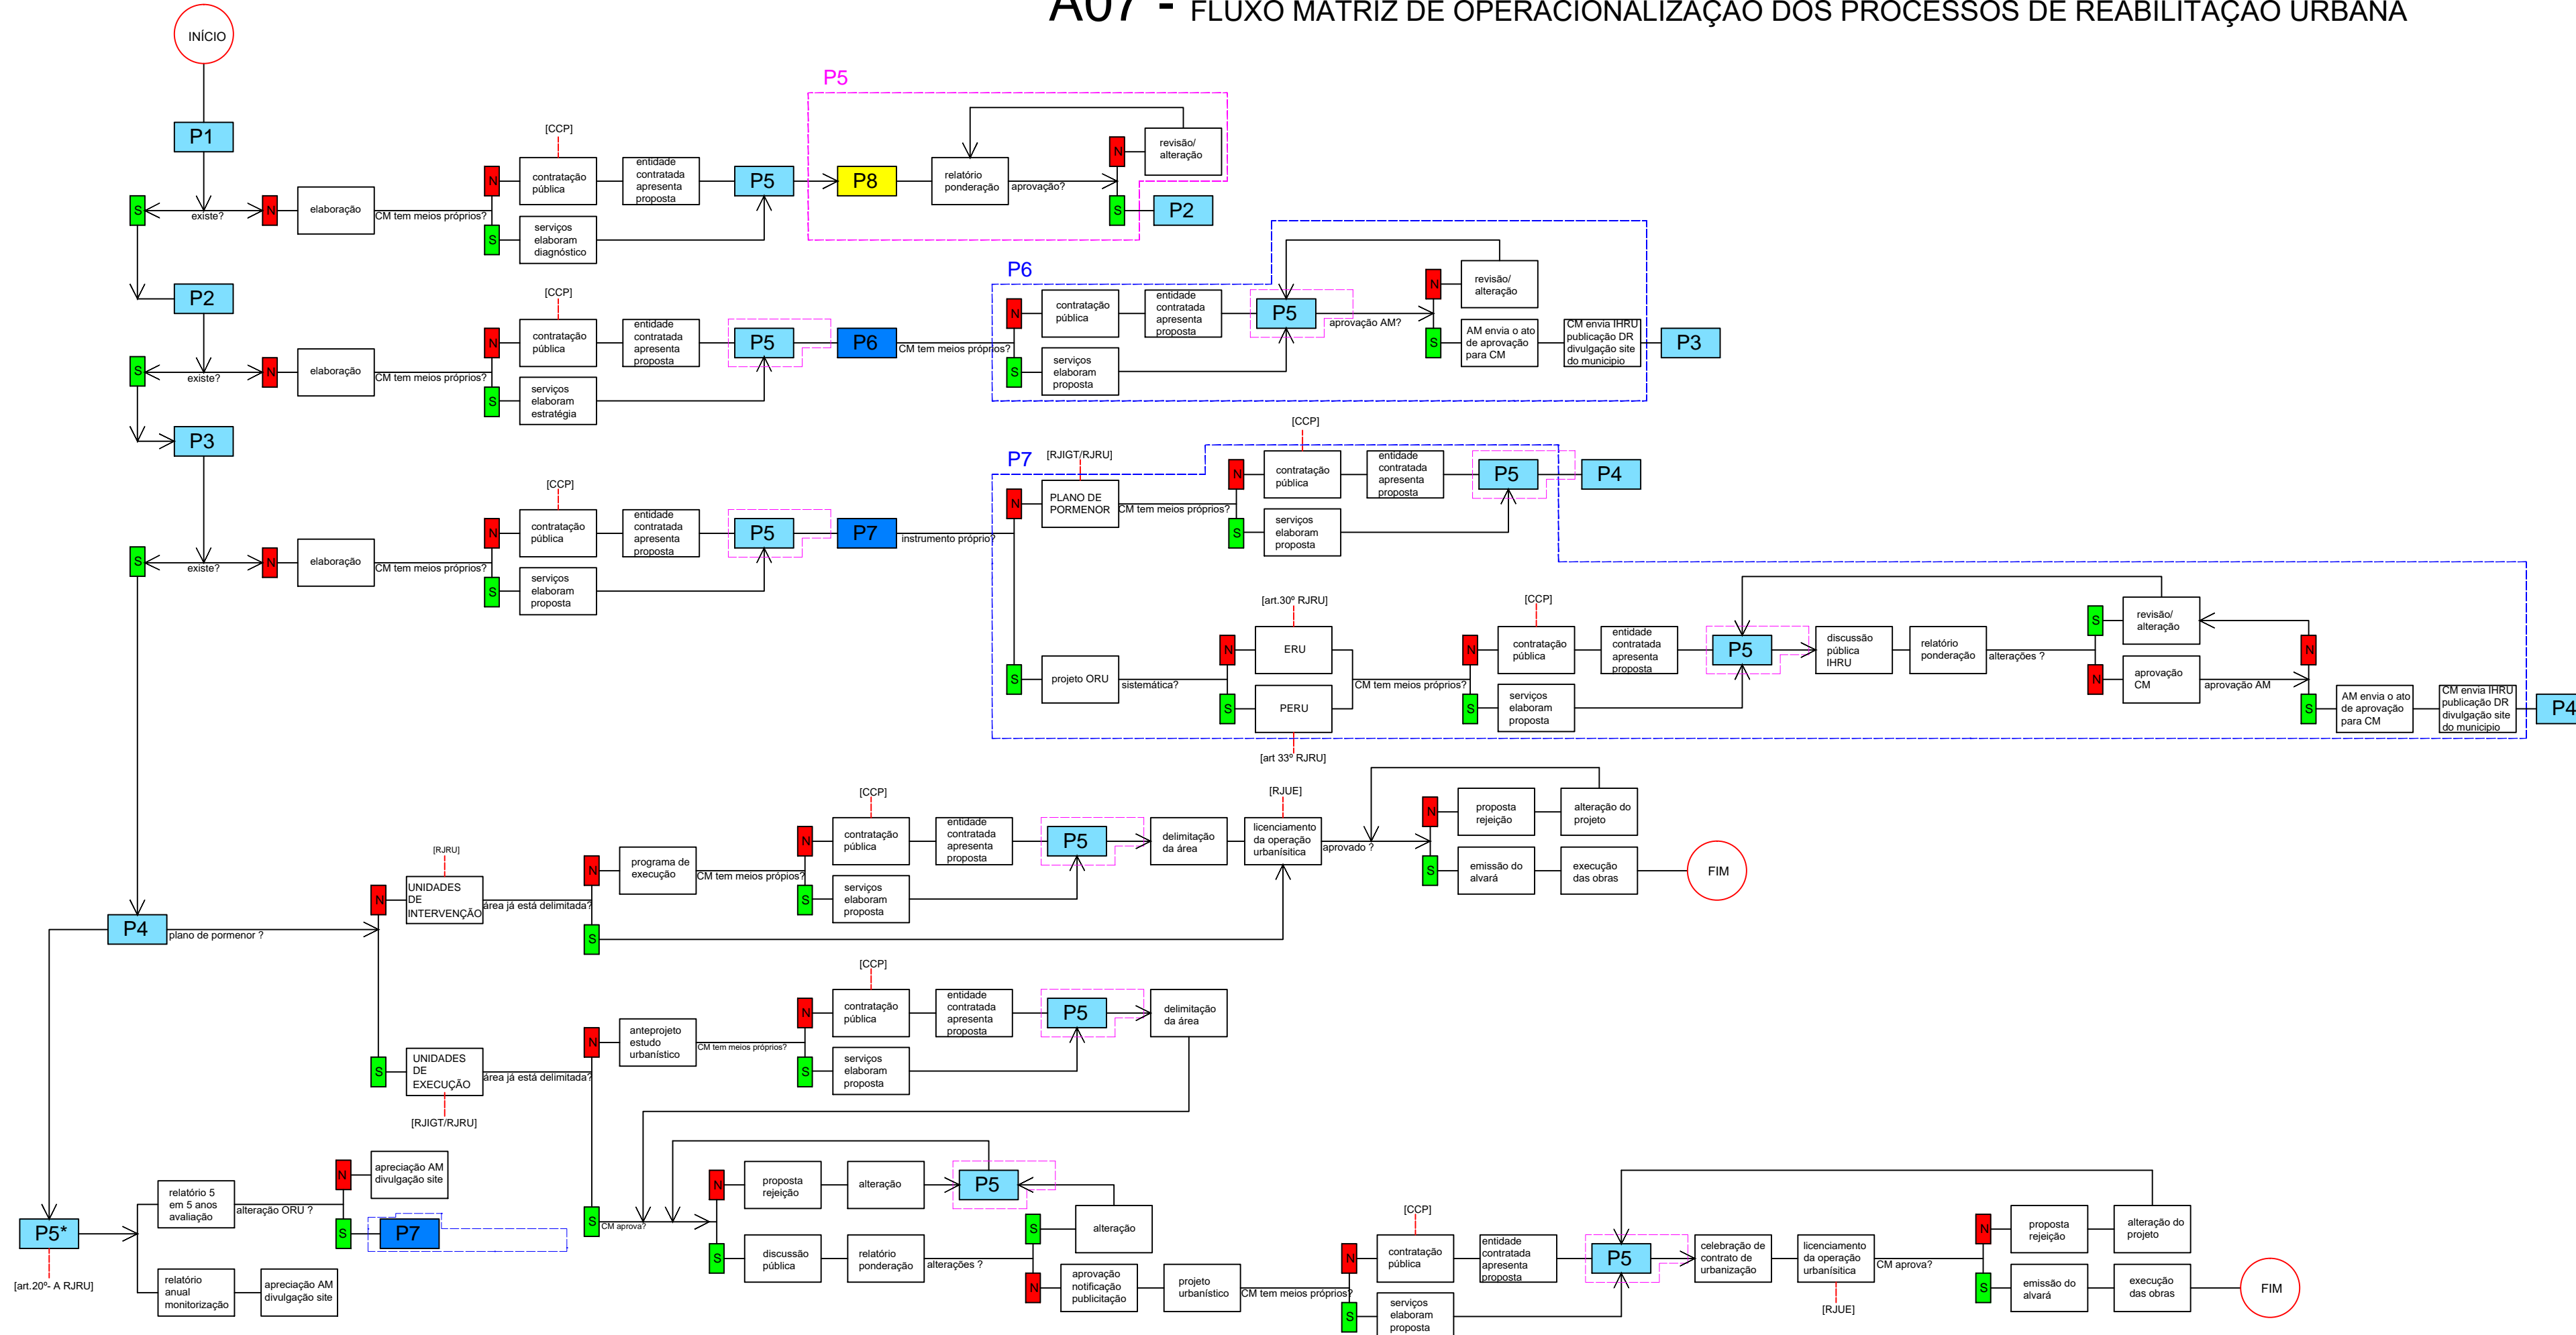 A07 - FLUXO MATRIZ DE OPERACIONALIZAÇÃO DOS PROCESSOS DE REABILITAÇÃO URBANA
INÍCIO
P1
existe?
S
N
elaboração
CM tem meios próprios?
N
S
[CCP]
contratação
pública
entidade
contratada
apresenta
proposta
serviços
elaboram
diagnóstico
P5
P5
P8
relatório
ponderação
aprovação?
N
S
revisão/
alteração
P2
P2
existe?
S
N
elaboração
CM tem meios próprios?
N
S
[CCP]
contratação
pública
entidade
contratada
apresenta
proposta
serviços
elaboram
estratégia
P5
P6
CM tem meios próprios?
P6
N
S
contratação
pública
entidade
contratada
apresenta
proposta
serviços
elaboram
proposta
P5
aprovação AM?
N
S
revisão/
alteração
AM envia o ato
de aprovação
para CM
CM envia IHRU
publicação DR
divulgação site
do municipio
P3
P3
existe?
S
N
elaboração
CM tem meios próprios?
N
S
[CCP]
contratação
pública
entidade
contratada
apresenta
proposta
serviços
elaboram
proposta
P5
P7
instrumento próprio?
P7
N
S
[RJIGT/RJRU]
PLANO DE
PORMENOR
CM tem meios próprios?
N
S
[CCP]
contratação
pública
entidade
contratada
apresenta
proposta
serviços
elaboram
proposta
P5
P4
projeto ORU
sistemática?
N
S
[art.30º RJRU]
ERU
PERU
[art 33º RJRU]
CM tem meios próprios?
N
S
[CCP]
contratação
pública
entidade
contratada
apresenta
proposta
serviços
elaboram
proposta
P5
discussão
pública
IHRU
relatório
ponderação
alterações ?
S
N
revisão/
alteração
aprovação
CM
aprovação AM
N
S
AM envia o ato
de aprovação
para CM
CM envia IHRU
publicação DR
divulgação site
do municipio
P4
P4
plano de pormenor ?
N
S
[RJRU]
UNIDADES
DE
INTERVENÇÃO
área já está delimitada?
N
S
programa de
execução
CM tem meios própios?
N
S
[CCP]
contratação
pública
entidade
contratada
apresenta
proposta
serviços
elaboram
proposta
P5
delimitação
da área
[RJUE]
licenciamento
da operação
urbanísitica
aprovado ?
N
S
proposta
rejeição
alteração do
projeto
emissão do
alvará
execução
das obras
FIM
UNIDADES
DE
EXECUÇÃO
[RJIGT/RJRU]
área já está delimitada?
N
S
anteprojeto
estudo
urbanístico
CM tem meios próprios?
N
S
[CCP]
contratação
pública
entidade
contratada
apresenta
proposta
serviços
elaboram
proposta
P5
delimitação
da área
CM aprova?
N
S
proposta
rejeição
alteração
P5
discussão
pública
relatório
ponderação
alterações ?
S
N
alteração
aprovação
notificação
publicitação
projeto
urbanístico
CM tem meios próprios?
N
S
[CCP]
contratação
pública
entidade
contratada
apresenta
proposta
serviços
elaboram
proposta
P5
celebração de
contrato de
urbanização
licenciamento
da operação
urbanísitica
[RJUE]
CM aprova?
N
S
proposta
rejeição
alteração do
projeto
emissão do
alvará
execução
das obras
FIM
P5*
[art.20º- A RJRU]
relatório 5
em 5 anos
avaliação
alteração ORU ?
N
S
apreciação AM
divulgação site
P7
relatório
anual
monitorização
apreciação AM
divulgação site